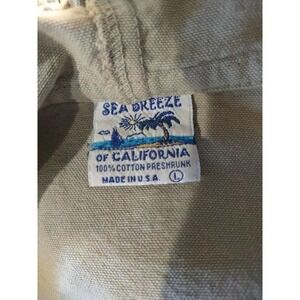 SEA BREEZE
OF CALIFORNIA
100% COTTON PRESHRUNK
MADE IN U.S.A. L